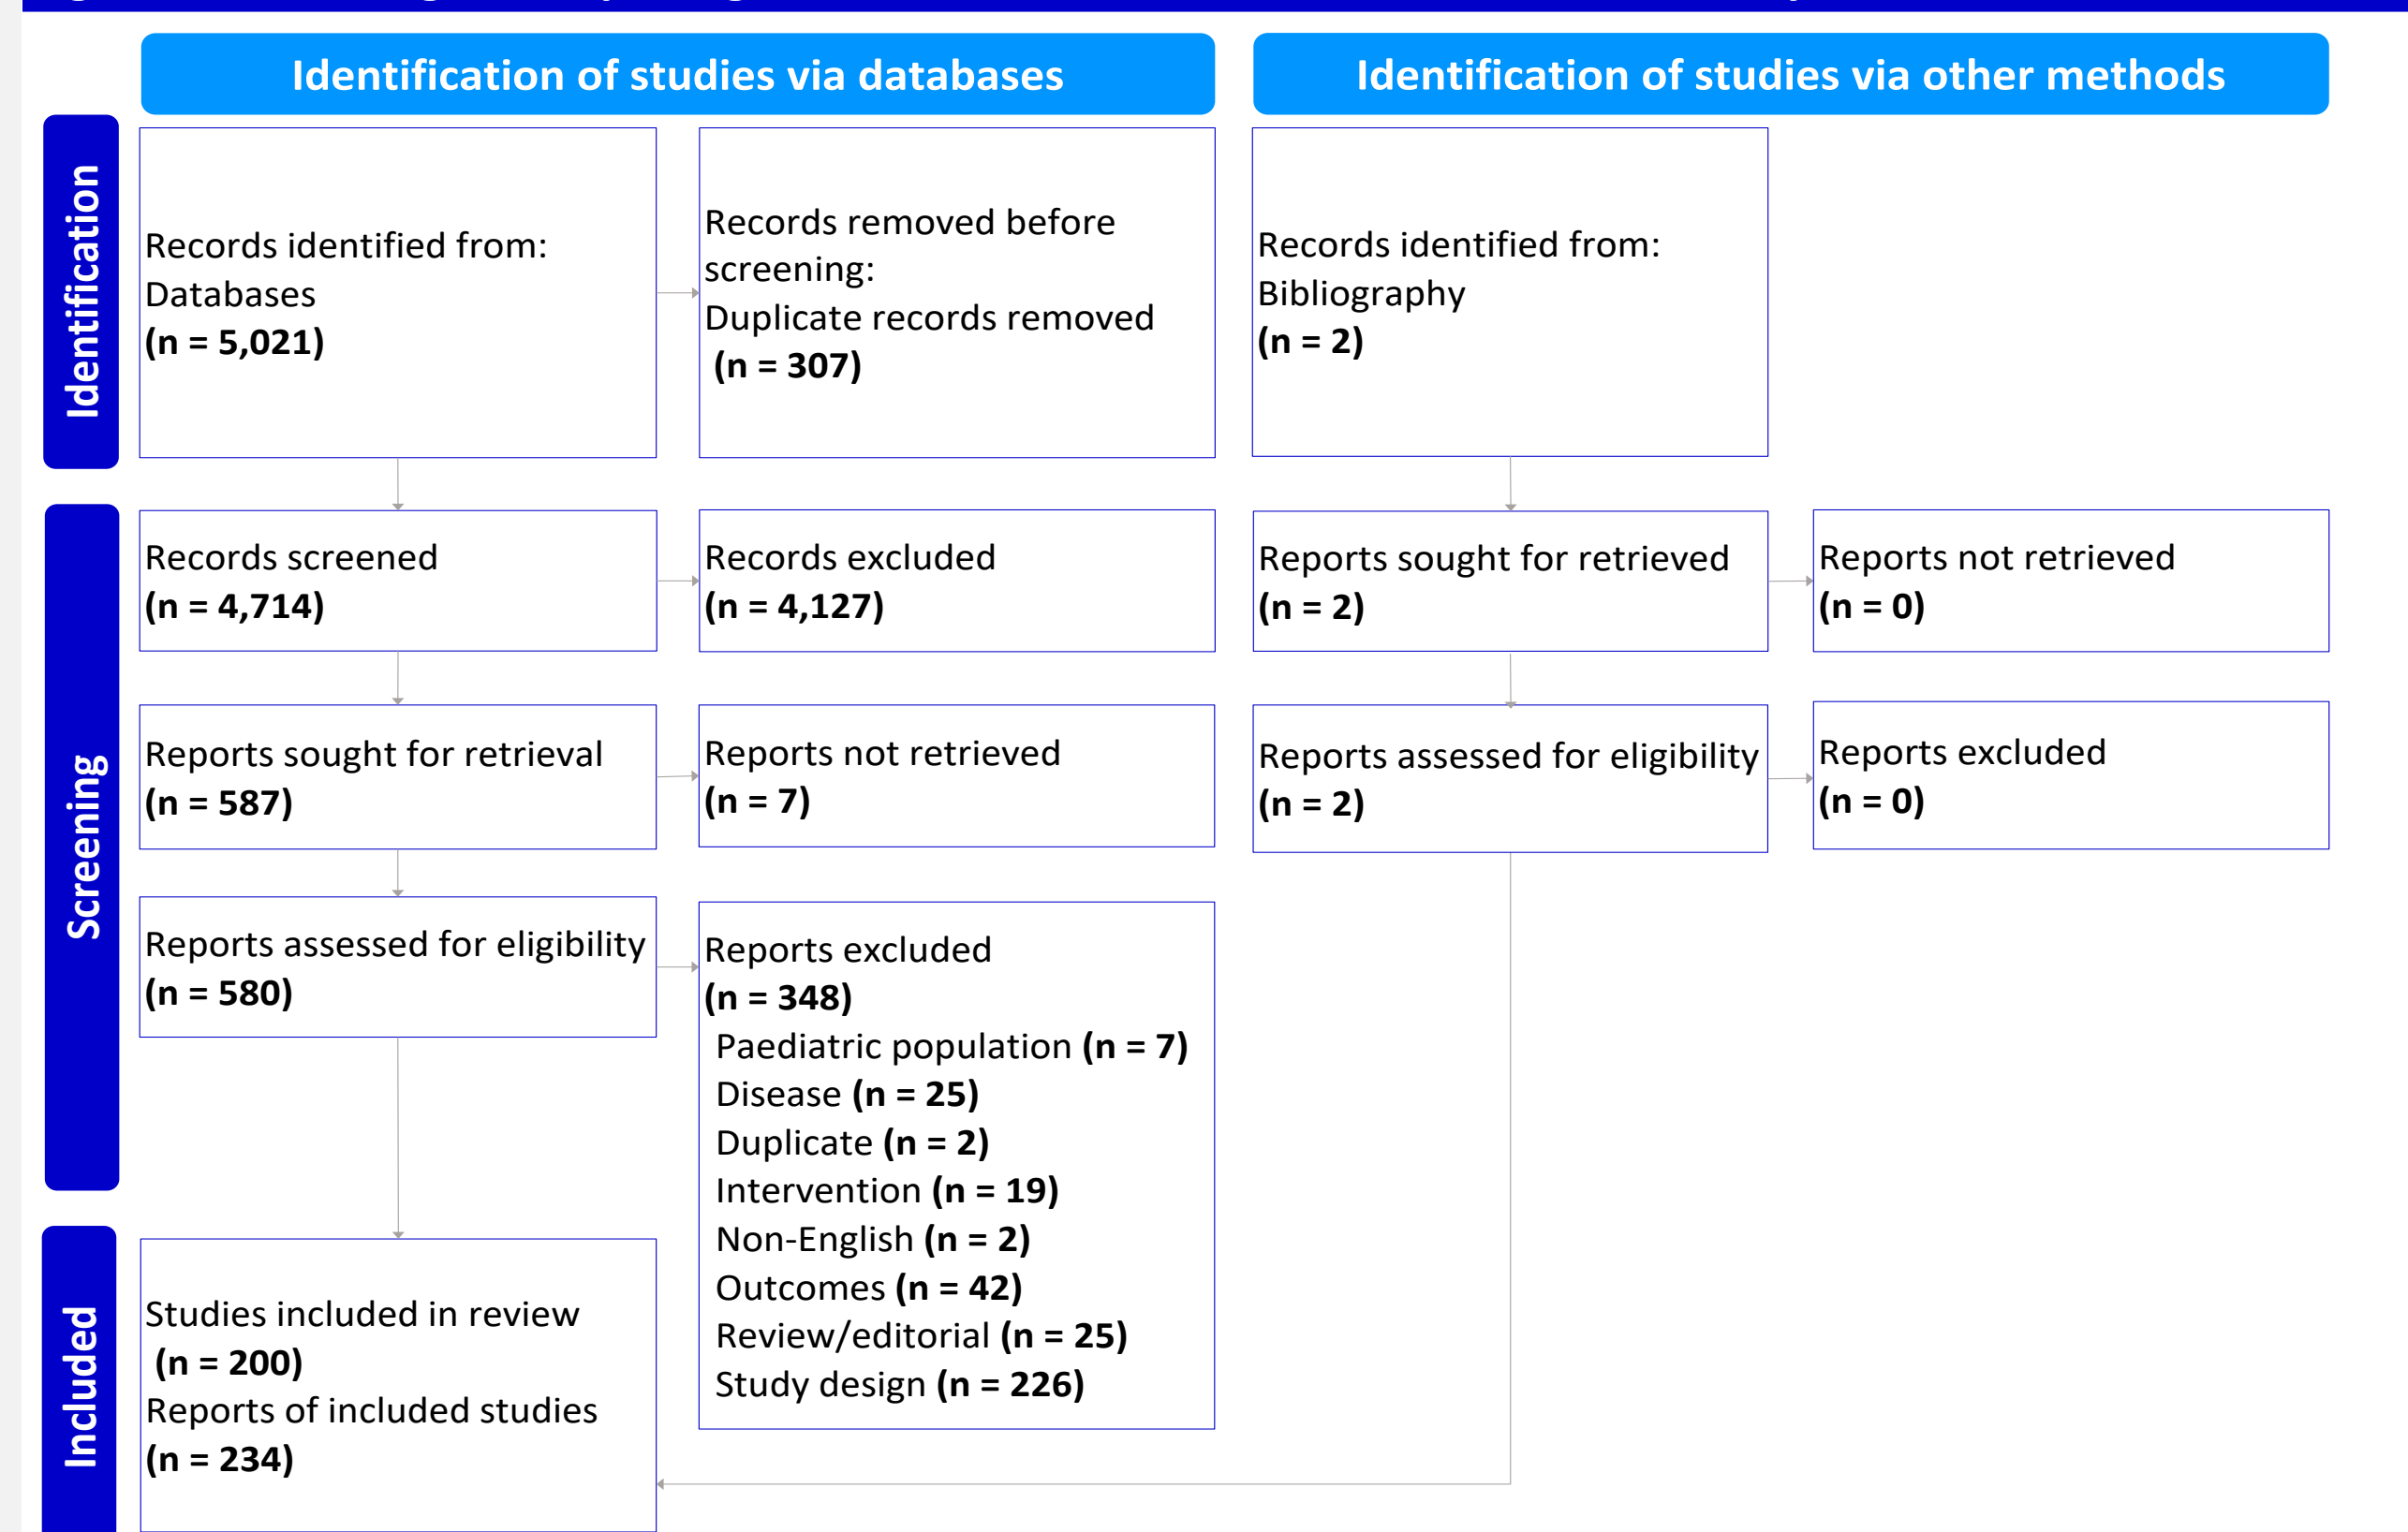 Identification of studies via databases
Identification of studies via other methods
Identification
Records identified from:
Databases
(n = 5,021)
Records removed before
screening:
Duplicate records removed
(n = 307)
Records identified from:
Bibliography
(n = 2)
Screening
Records screened
(n = 4,714)
Records excluded
(n = 4,127)
Reports sought for retrieved
(n = 2)
Reports not retrieved
(n = 0)
Reports sought for retrieval
(n = 587)
Reports not retrieved
(n = 7)
Reports assessed for eligibility
(n = 2)
Reports excluded
(n = 0)
Reports assessed for eligibility
(n = 580)
Reports excluded
(n = 348)
Paediatric population (n = 7)
Disease (n = 25)
Duplicate (n = 2)
Intervention (n = 19)
Non-English (n = 2)
Outcomes (n = 42)
Review/editorial (n = 25)
Study design (n = 226)
Included
Studies included in review
(n = 200)
Reports of included studies
(n = 234)